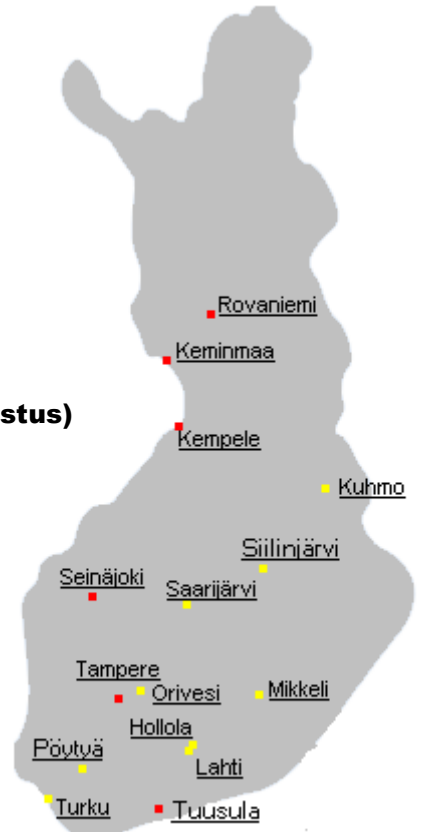 Rovaniemi
Keminmaa
stus)
Kempele
Kuhmo
Siilinjärvi
Seinäjoki
Saarijärvi
Tampere
Orivesi
Mikkeli
Hollola
Pöytyä
Lahti
Turku
Tuusula